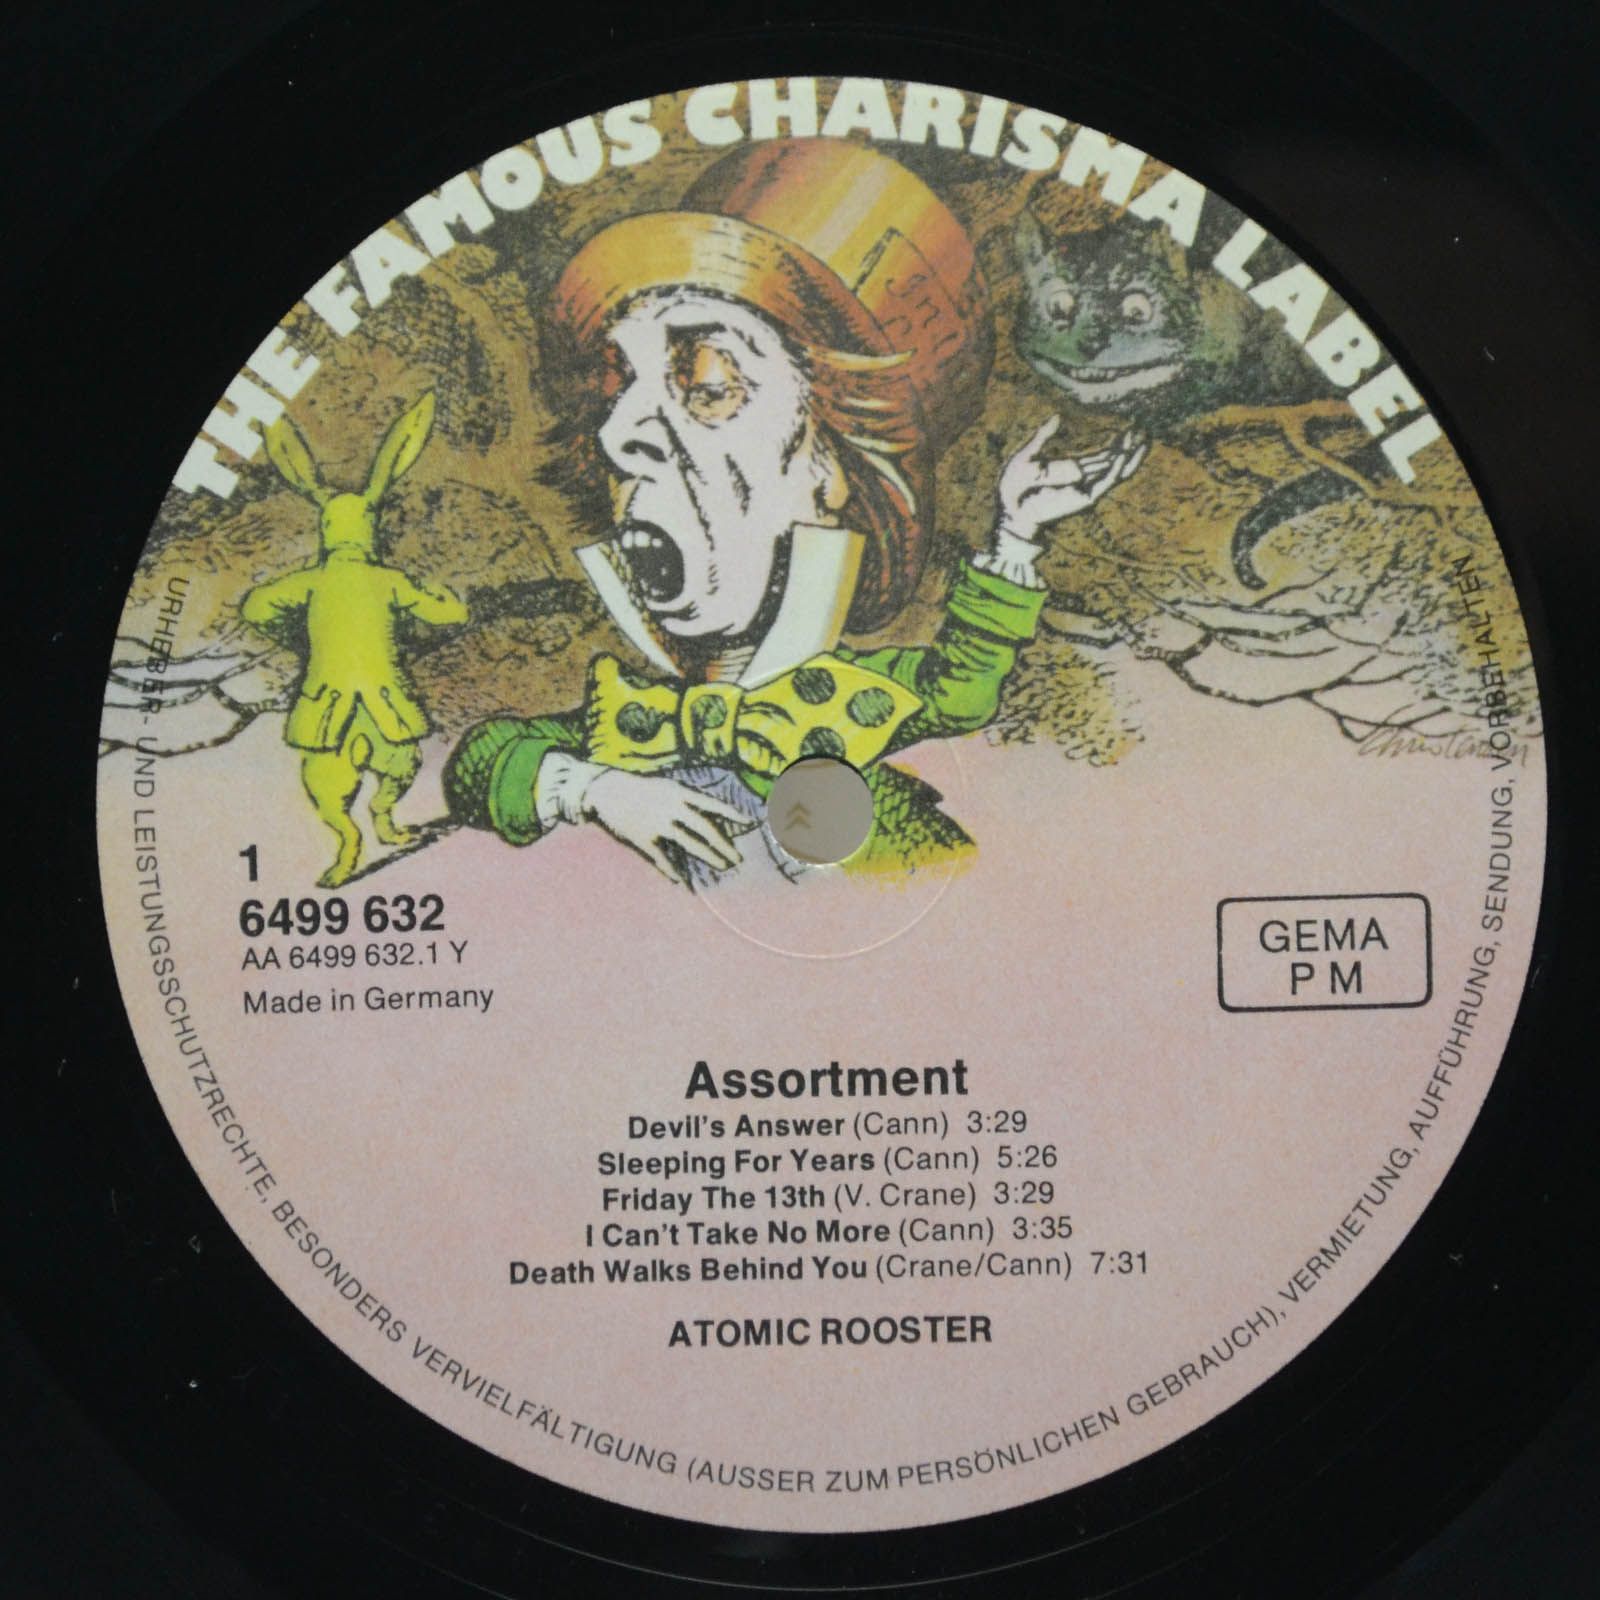 THE FAMOUS CHARISMA LABEL
1
6499 632
AA 6499 632.1 Y
Made in Germany
GEMA
P M
Assortment
Devil's Answer (Cann) 3:29
Sleeping For Years (Cann) 5:26
Friday The 13th (V. Crane) 3:29
I Can't Take No More (Cann) 3:35
Death Walks Behind You (Crane/Cann) 7:31
ATOMIC ROOSTER
URHEBER- UND LEISTUNGSSCHUTZRECHTE, BESONDERS VERVIELFÄLTIGUNG (AUSSER ZUM PERSÖNLICHEN GEBRAUCH), VERMIETUNG, AUFFÜHRUNG, SENDUNG, VORBEHALTEN